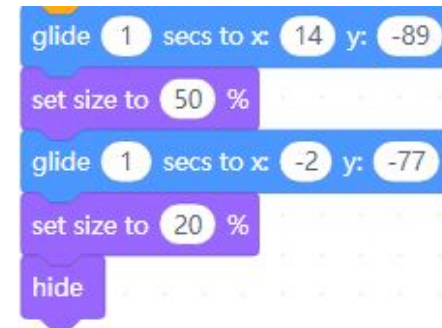 glide 1 secs to x: 14 y: -89
set size to 50 %
glide 1 secs to x: -2 y: -77
set size to 20 %
hide